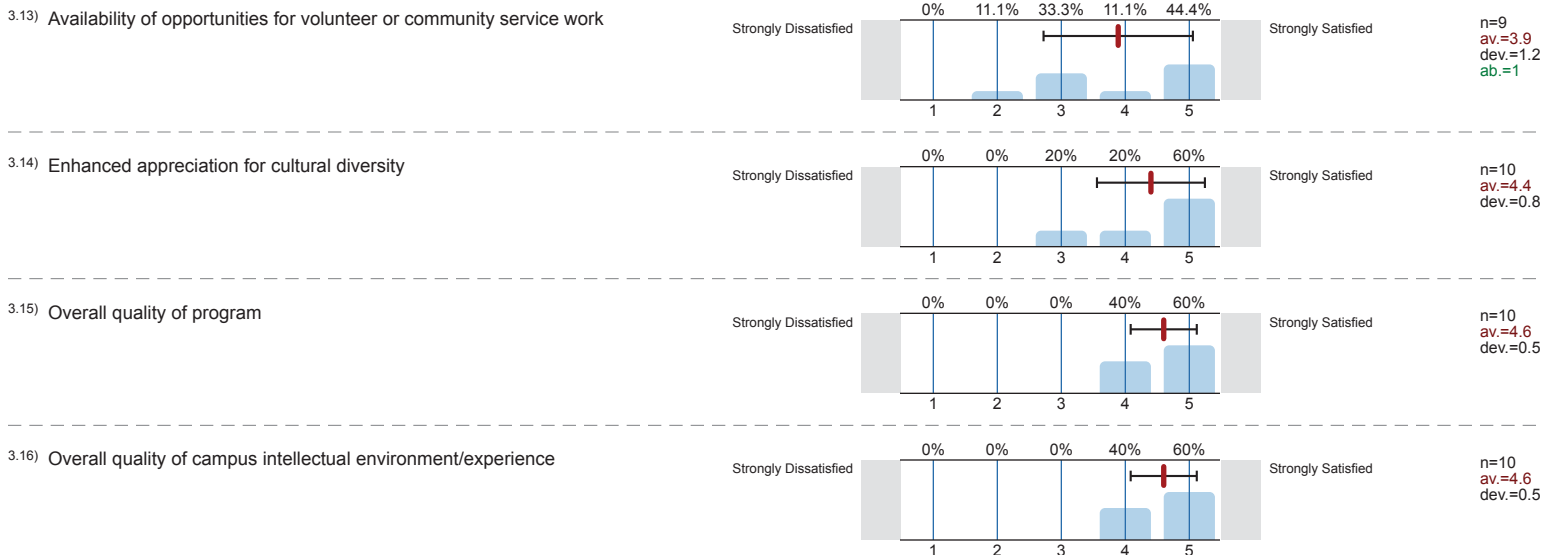 3.13) Availability of opportunities for volunteer or community service work
Strongly Dissatisfied
0% 11.1% 33.3% 11.1% 44.4%
1 2 3 4 5
Strongly Satisfied
n=9
av.=3.9
dev.=1.2
ab.=1
3.14) Enhanced appreciation for cultural diversity
Strongly Dissatisfied
0% 0% 20% 20% 60%
1 2 3 4 5
Strongly Satisfied
n=10
av.=4.4
dev.=0.8
3.15) Overall quality of program
Strongly Dissatisfied
0% 0% 0% 40% 60%
1 2 3 4 5
Strongly Satisfied
n=10
av.=4.6
dev.=0.5
3.16) Overall quality of campus intellectual environment/experience
Strongly Dissatisfied
0% 0% 0% 40% 60%
1 2 3 4 5
Strongly Satisfied
n=10
av.=4.6
dev.=0.5